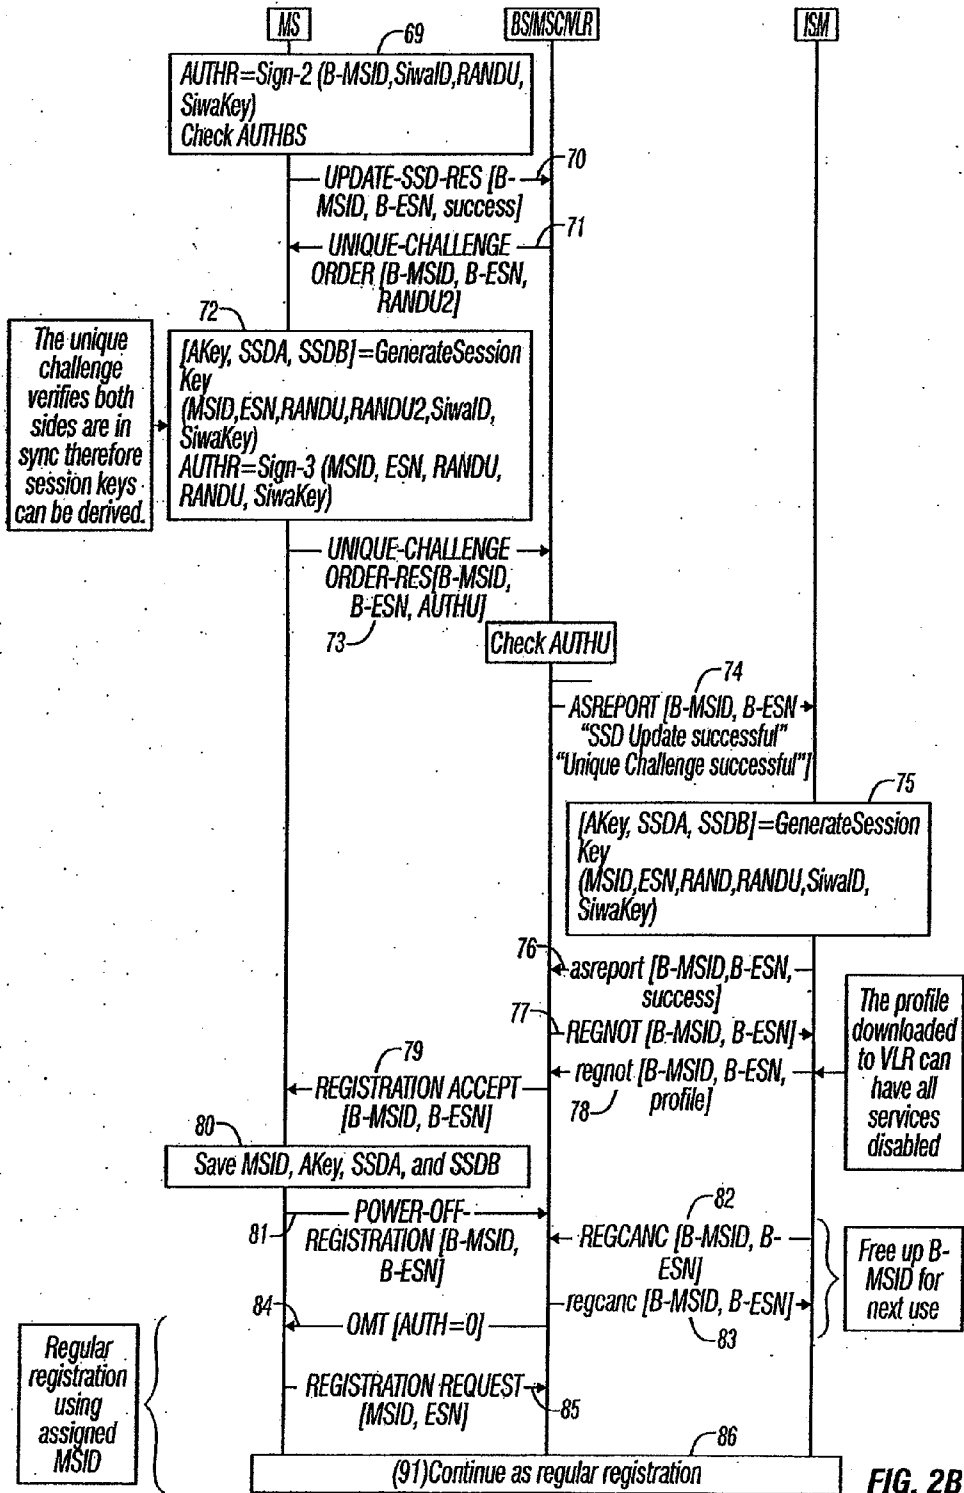 MS
BS/MSC/VLR
ISM
69
AUTHR=Sign-2 (B-MSID,SiwaID,RANDU,
SiwaKey)
Check AUTHBS
70
UPDATE-SSD-RES [B-
MSID, B-ESN, success]
71
UNIQUE-CHALLENGE
ORDER [B-MSID, B-ESN,
RANDU2]
72
The unique
challenge
verifies both
sides are in
sync therefore
session keys
can be derived.
[AKey, SSDA, SSDB]=GenerateSession
Key
(MSID,ESN,RANDU,RANDU2,SiwaID,
SiwaKey)
AUTHR=Sign-3 (MSID, ESN, RANDU,
RANDU, SiwaKey)
UNIQUE-CHALLENGE
ORDER-RES[B-MSID,
B-ESN, AUTHU]
73
Check AUTHU
74
ASREPORT [B-MSID, B-ESN
"SSD Update successful"
"Unique Challenge successful"]
75
[AKey, SSDA, SSDB]=GenerateSession
Key
(MSID,ESN,RAND,RANDU,SiwaID,
SiwaKey)
76
asreport [B-MSID,B-ESN,
success]
77
REGNOT [B-MSID, B-ESN]
regnot [B-MSID, B-ESN,
profile]
78
The profile
downloaded
to VLR can
have all
services
disabled
79
REGISTRATION ACCEPT
[B-MSID, B-ESN]
80
Save MSID, AKey, SSDA, and SSDB
81
POWER-OFF-
REGISTRATION [B-MSID,
B-ESN]
82
REGCANC [B-MSID, B-
ESN]
regcanc [B-MSID, B-ESN]
83
Free up B-
MSID for
next use
84
OMT [AUTH=0]
Regular
registration
using
assigned
MSID
REGISTRATION REQUEST
[MSID, ESN]
85
86
(91)Continue as regular registration
FIG. 2B